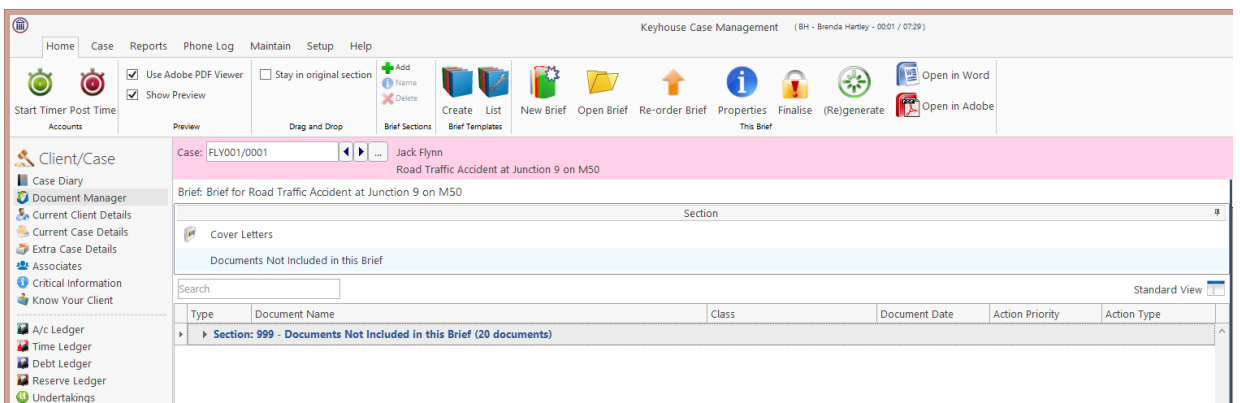 Keyhouse Case Management ( BH - Brenda Hartley - 00:01 / 07:29 )
Home Case Reports Phone Log Maintain Setup Help
Start Timer Post Time
Accounts
Use Adobe PDF Viewer
Show Preview
Preview
Stay in original section
Drag and Drop
Add
Name
Delete
Brief Sections
Create List
Brief Templates
New Brief Open Brief Re-order Brief Properties Finalise (Re)generate
Open in Word
Open in Adobe
This Brief
Client/Case
Case Diary
Document Manager
Current Client Details
Current Case Details
Extra Case Details
Associates
Critical Information
Know Your Client
A/c Ledger
Time Ledger
Debt Ledger
Reserve Ledger
Undertakings
Case: FLY001/0001 ... Jack Flynn
Road Traffic Accident at Junction 9 on M50
Brief: Brief for Road Traffic Accident at Junction 9 on M50
Section
Cover Letters
Documents Not Included in this Brief
Search Standard View
Type Document Name Class Document Date Action Priority Action Type
Section: 999 - Documents Not Included in this Brief (20 documents)